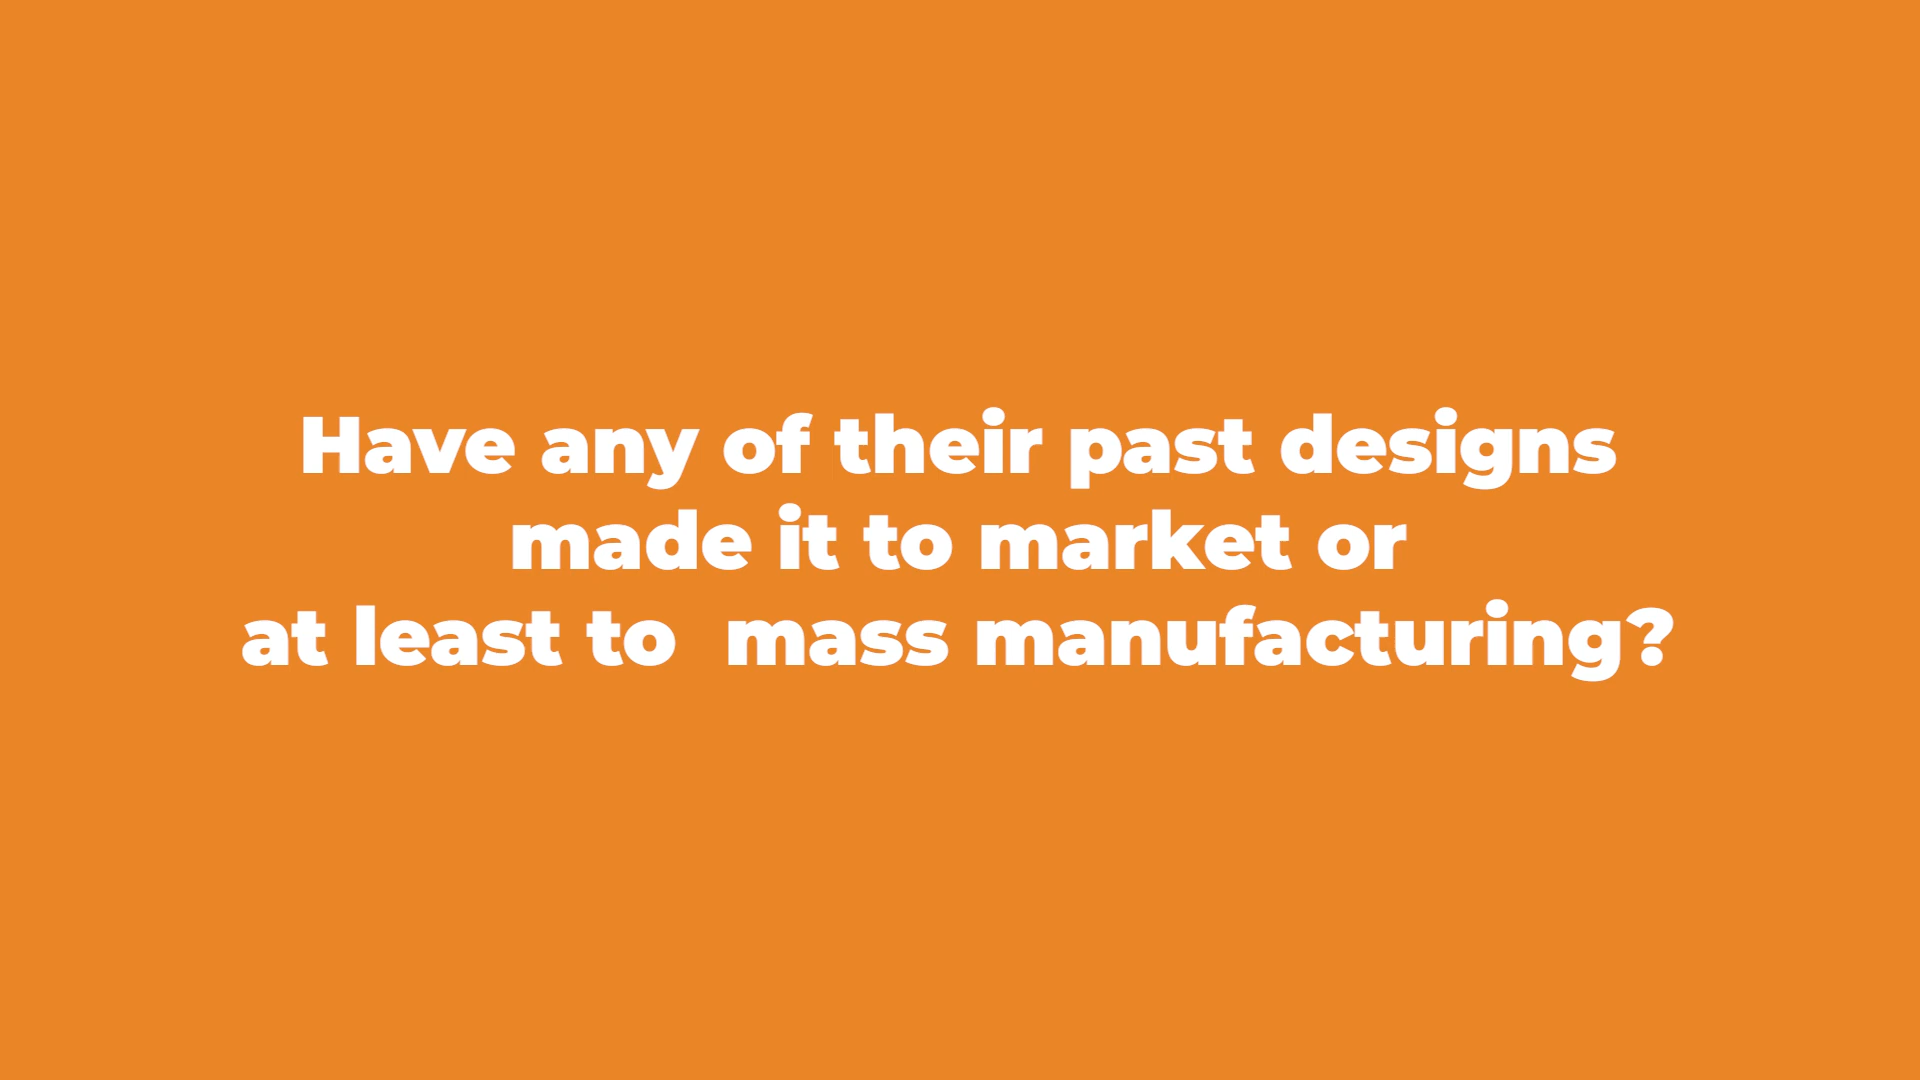 Have any of their past designs
made it to market or
at least to  mass manufacturing?